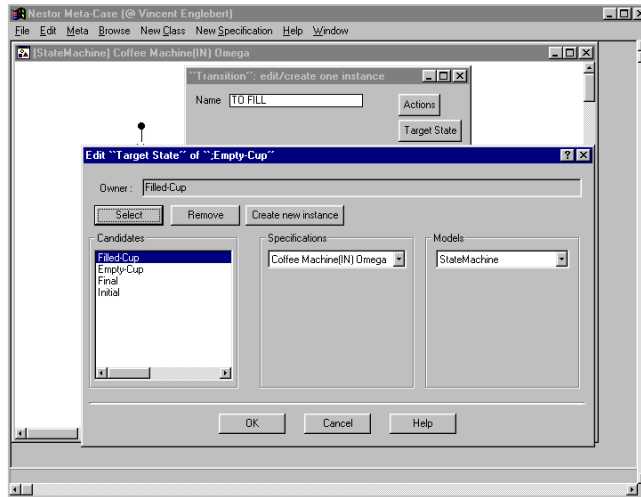 Nestor Meta-Case (@ Vincent Englebert)
File Edit Meta Browse New Class New Specification Help Window
[StateMachine] Coffee Machine(IN) Omega
``Transition``: edit/create one instance
Name TO FILL
Actions
Target State
Edit ``Target State`` of ``;Empty-Cup``
Owner : Filled-Cup
Select Remove Create new instance
Candidates Specifications Models
Filled-Cup Coffee Machine(IN) Omega StateMachine
Empty-Cup
Final
Initial
OK Cancel Help